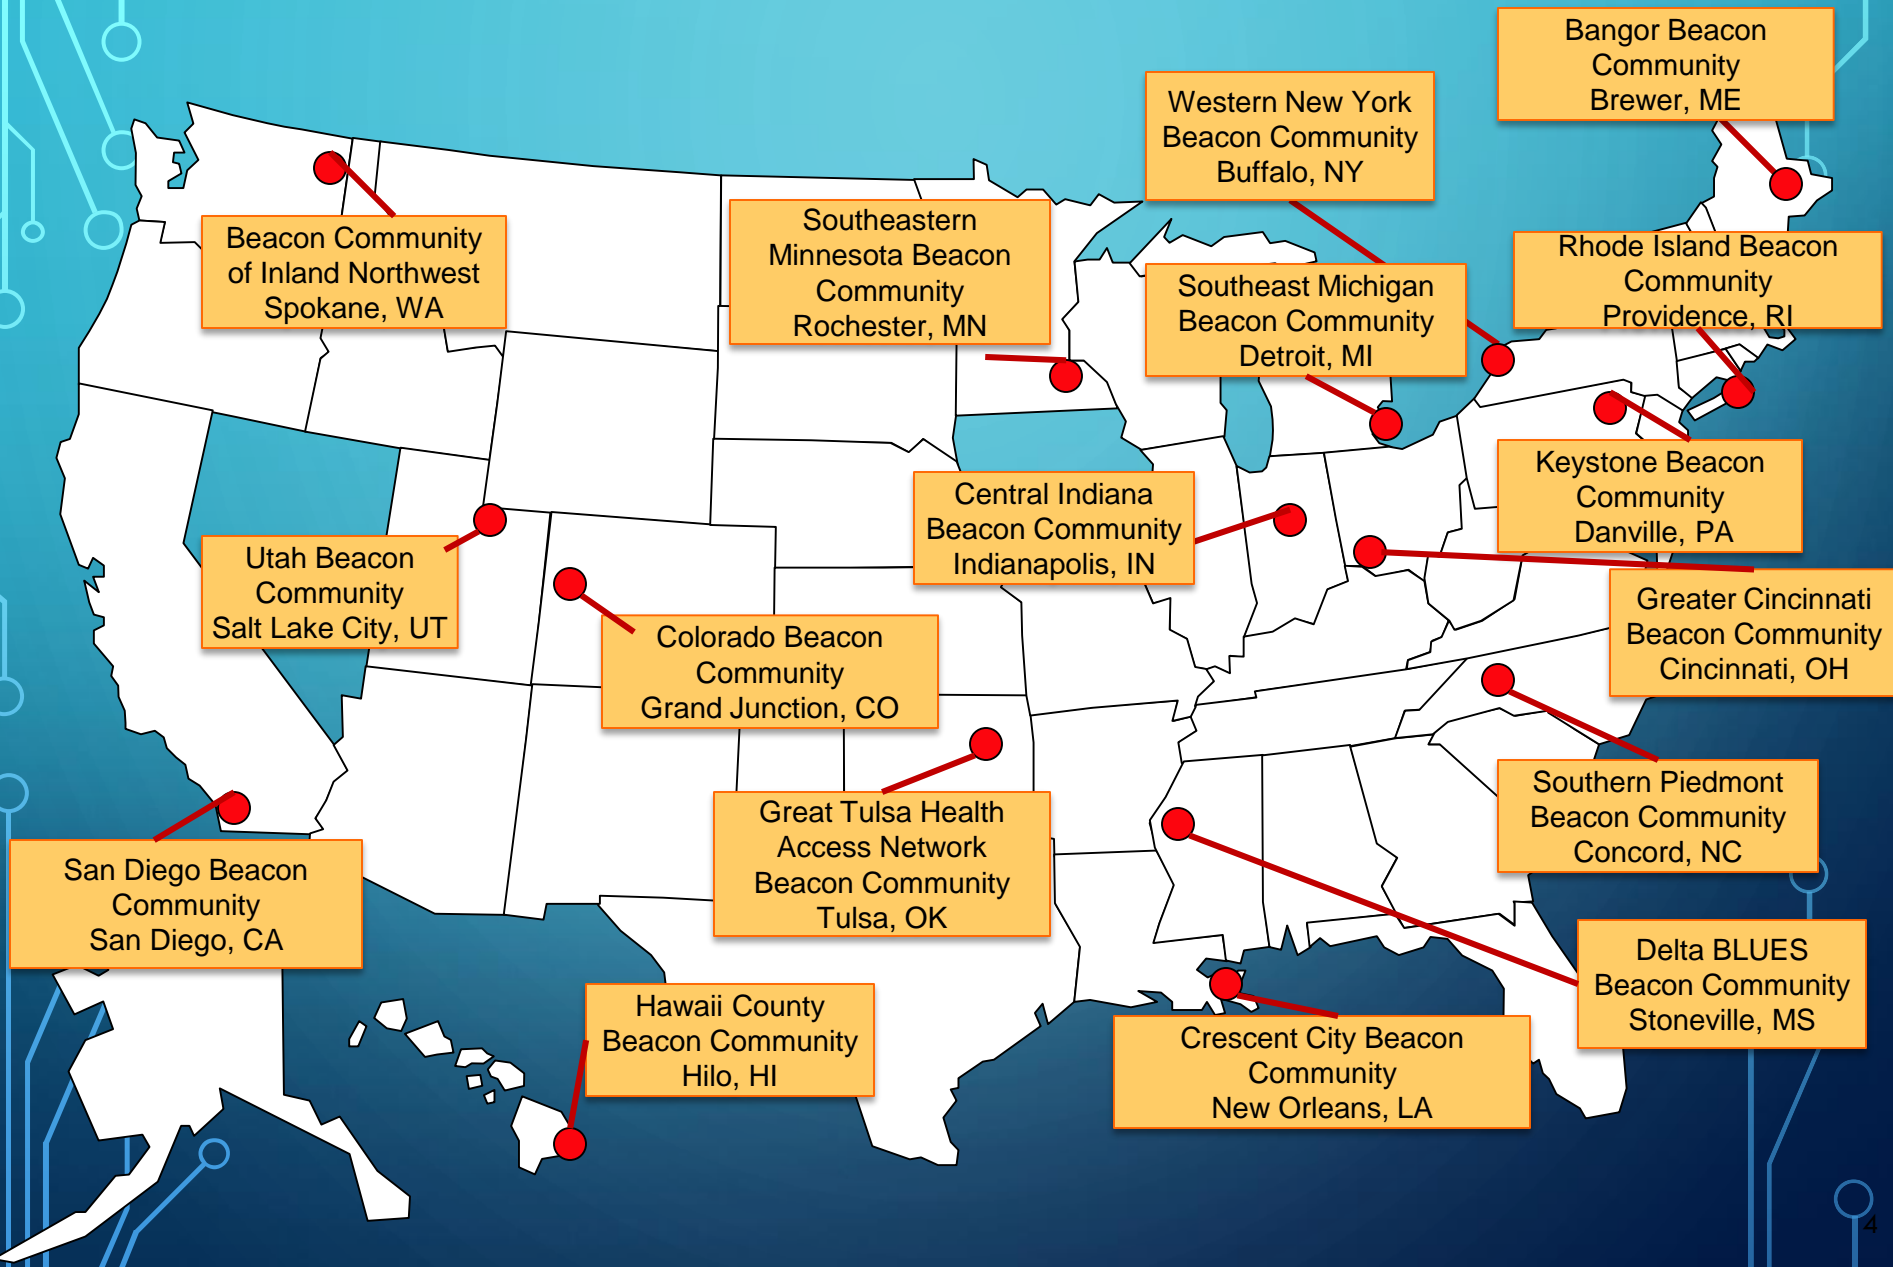 Bangor Beacon
Community
Brewer, ME
Western New York
Beacon Community
Buffalo, NY
Southeastern
Minnesota Beacon
Community
Rochester, MN
Beacon Community
of Inland Northwest
Spokane, WA
Southeast Michigan
Beacon Community
Detroit, MI
Rhode Island Beacon
Community
Providence, RI
Keystone Beacon
Community
Danville, PA
Central Indiana
Beacon Community
Indianapolis, IN
Utah Beacon
Community
Salt Lake City, UT
Colorado Beacon
Community
Grand Junction, CO
Greater Cincinnati
Beacon Community
Cincinnati, OH
Southern Piedmont
Beacon Community
Concord, NC
Great Tulsa Health
Access Network
Beacon Community
Tulsa, OK
San Diego Beacon
Community
San Diego, CA
Delta BLUES
Beacon Community
Stoneville, MS
Hawaii County
Beacon Community
Hilo, HI
Crescent City Beacon
Community
New Orleans, LA
4